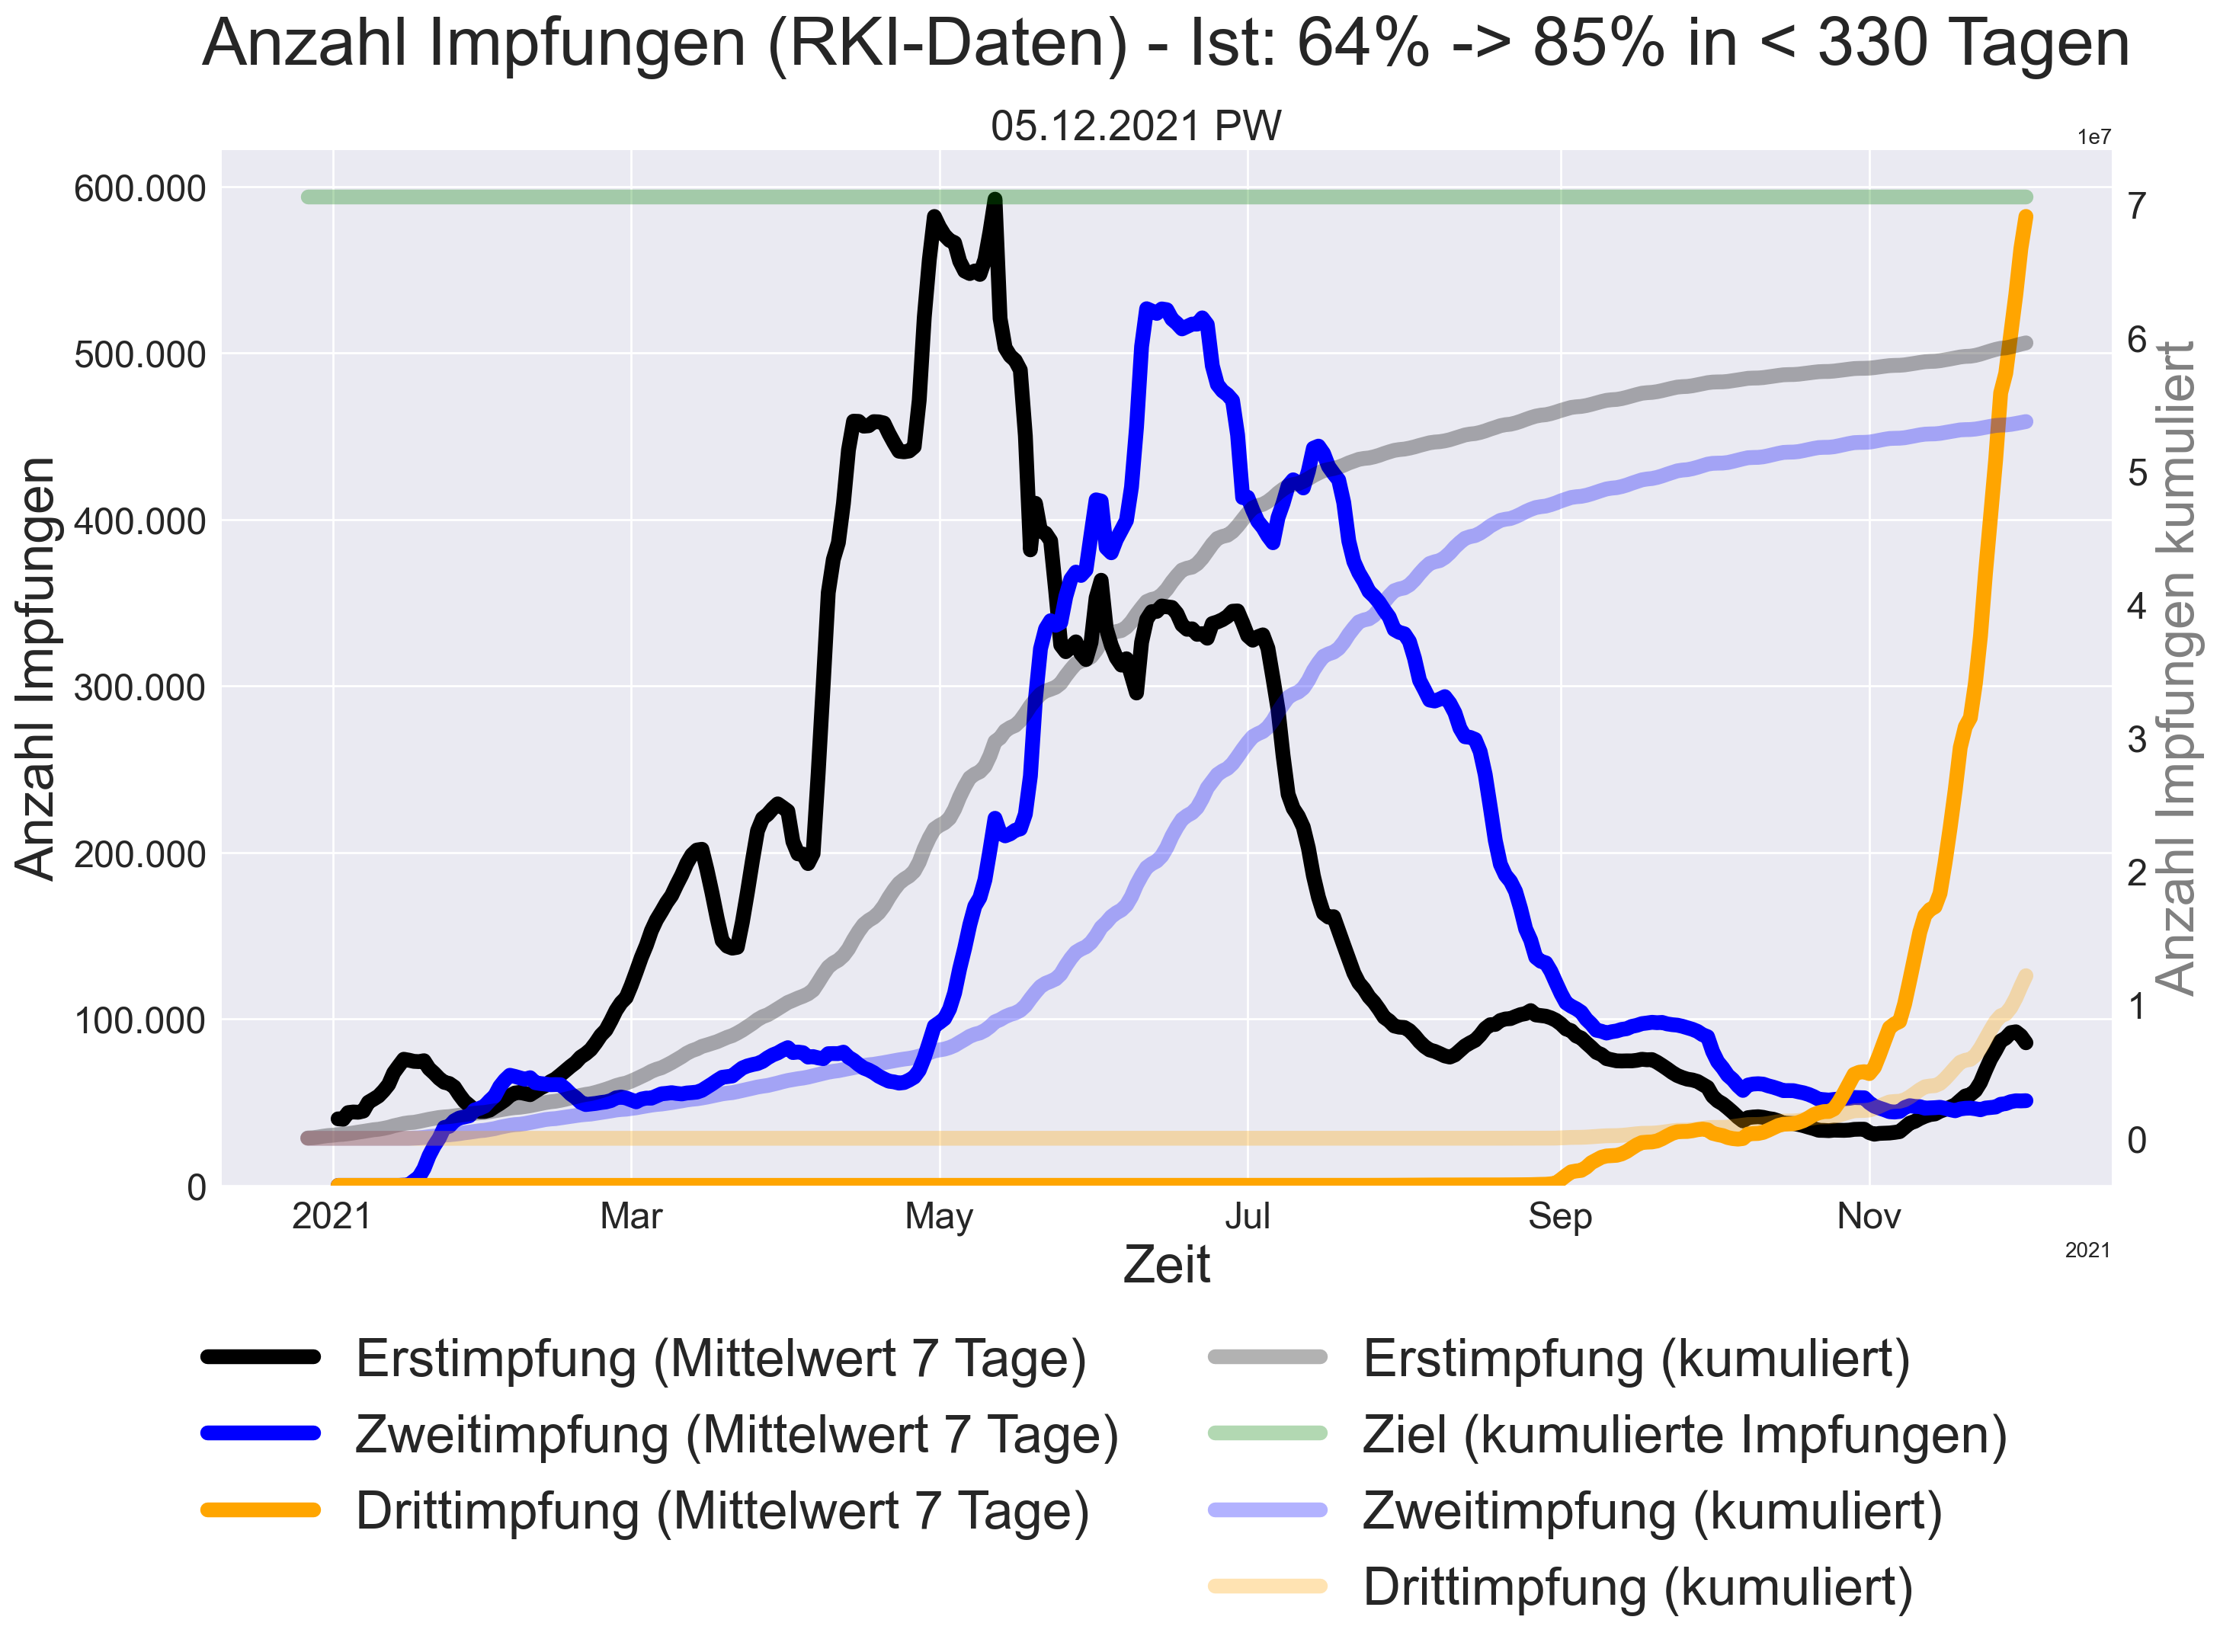 Anzahl Impfungen (RKI-Daten) - Ist: 64% -> 85% in < 330 Tagen
05.12.2021 PW
1e7
600.000
500.000
400.000
300.000
200.000
100.000
0
Anzahl Impfungen
7
6
5
4
3
2
1
0
Anzahl Impfungen kumuliert
2021
Mar
May
Jul
Sep
Nov
2021
Zeit
Erstimpfung (Mittelwert 7 Tage)
Zweitimpfung (Mittelwert 7 Tage)
Drittimpfung (Mittelwert 7 Tage)
Erstimpfung (kumuliert)
Ziel (kumulierte Impfungen)
Zweitimpfung (kumuliert)
Drittimpfung (kumuliert)